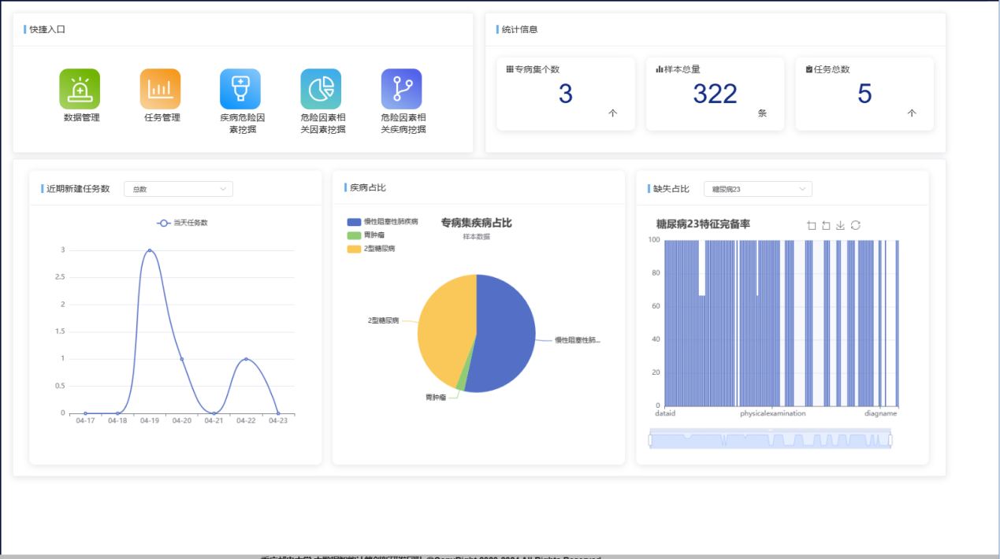 快捷入口
数据管理
任务管理
疾病危险因
素挖掘
危险因素相
关因素挖掘
危险因素相
关疾病挖掘
统计信息
专病集个数
3
个
样本总量
322
条
任务总数
5
个
近期新建任务数
总数
当天任务数
3
2.5
2
1.5
1
0.5
0
04-17 04-18 04-19 04-20 04-21 04-22 04-23
疾病占比
慢性阻塞性肺疾病
胃肿瘤
2型糖尿病
专病集疾病占比
样本数据
2型糖尿病
慢性阻塞性肺...
胃肿瘤
缺失占比
糖尿病23
糖尿病23特征完备率
100
80
60
40
20
0
dataid physicalexamination diagname